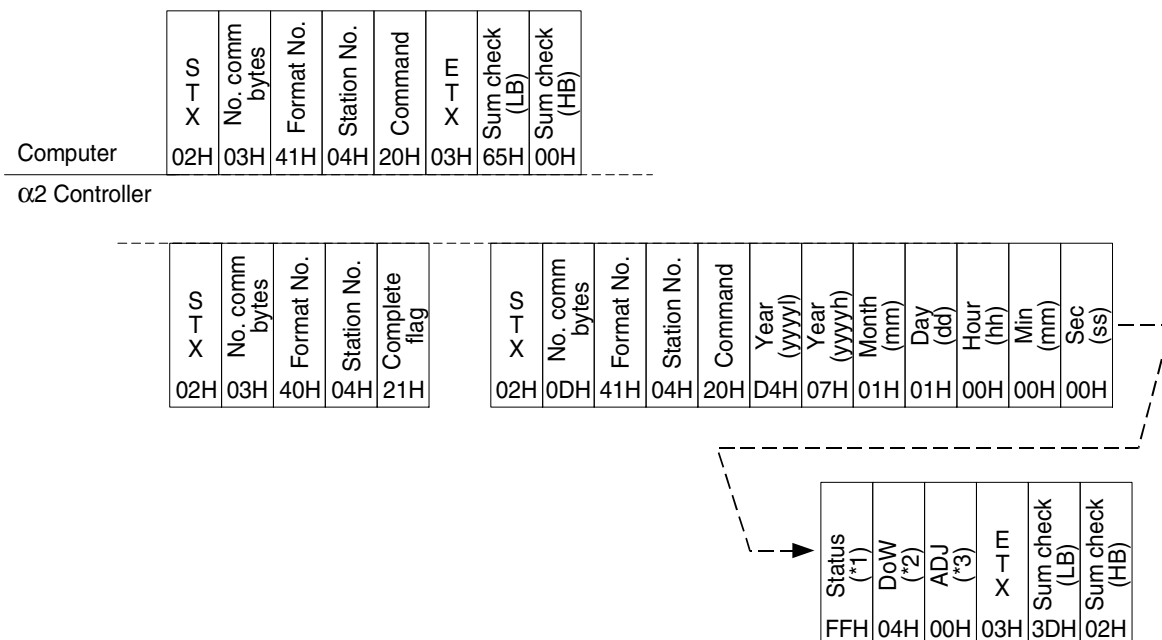 STX
No. comm bytes
Format No.
Station No.
Command
ETX
Sum check (LB)
Sum check (HB)
Computer
02H 03H 41H 04H 20H 03H 65H 00H
α2 Controller
STX
No. comm bytes
Format No.
Station No.
Complete flag
02H 03H 40H 04H 21H
STX
No. comm bytes
Format No.
Station No.
Command
Year (yyyyl)
Year (yyyyh)
Month (mm)
Day (dd)
Hour (hh)
Min (mm)
Sec (ss)
02H 0DH 41H 04H 20H D4H 07H 01H 01H 00H 00H 00H
Status (*1)
DoW (*2)
ADJ (*3)
ETX
Sum check (LB)
Sum check (HB)
FFH 04H 00H 03H 3DH 02H